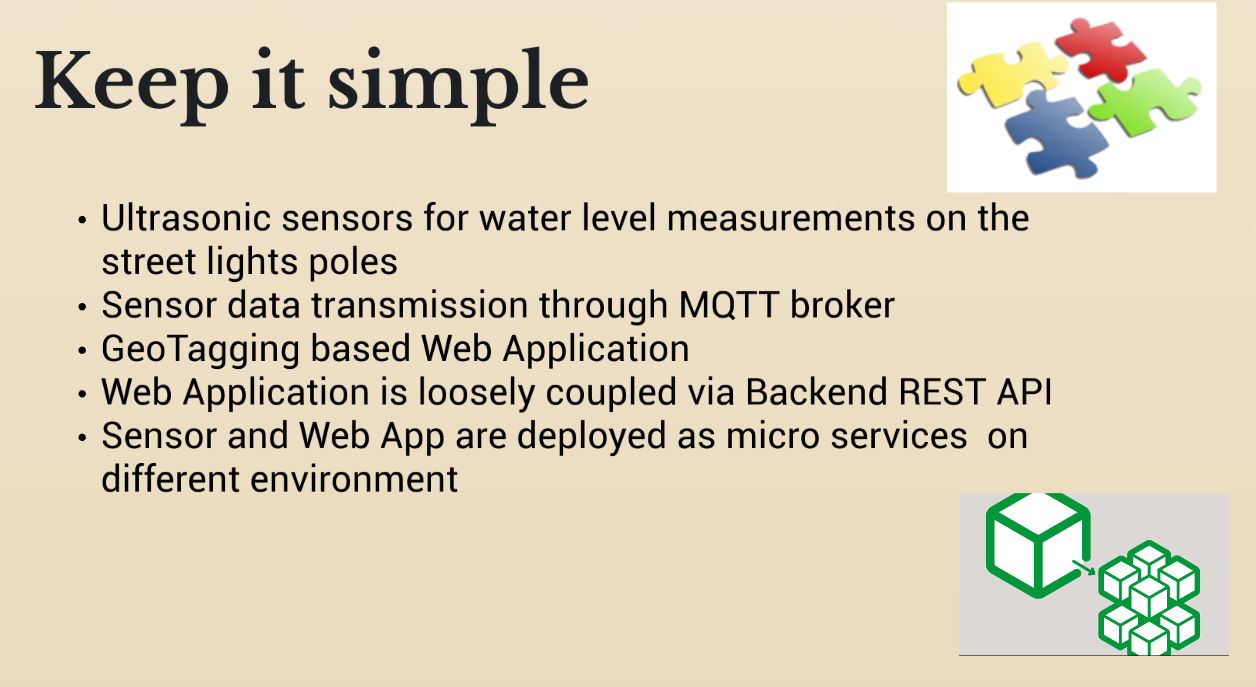 Keep it simple
• Ultrasonic sensors for water level measurements on the
street lights poles
• Sensor data transmission through MQTT broker
• GeoTagging based Web Application
• Web Application is loosely coupled via Backend REST API
• Sensor and Web App are deployed as micro services  on
different environment